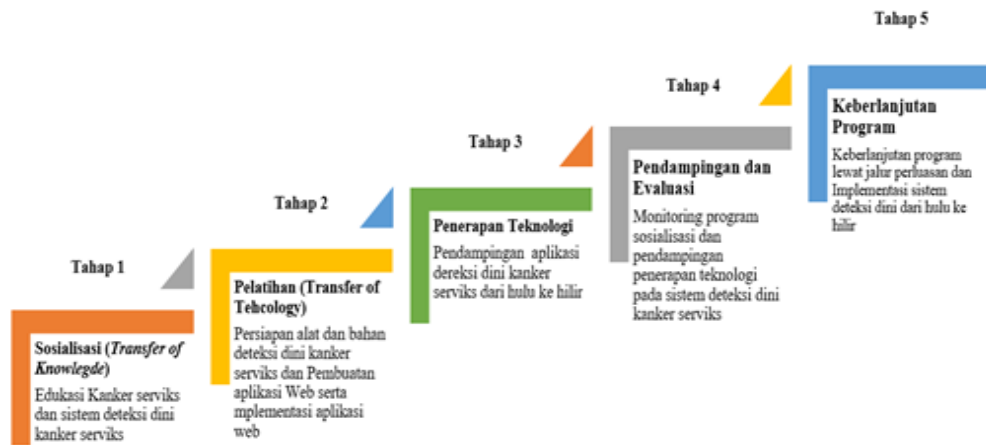 Tahap 1
Sosialisasi (Transfer of
Knowlegde)
Edukasi Kanker serviks
dan sistem deteksi dini
kanker serviks
Tahap 2
Pelatihan (Transfer of
Tehcology)
Persiapan alat dan bahan
deteksi dini kanker
serviks dan Pembuatan
aplikasi Web serta
mplementasi aplikasi
web
Tahap 3
Penerapan Teknologi
Pendampingan aplikasi
dereksi dini kanker
serviks dari hulu ke hilir
Tahap 4
Pendampingan dan
Evaluasi
Monitoring program
sosialisasi dan
pendampingan
penerapan teknologi
pada sistem deteksi dini
kanker serviks
Tahap 5
Keberlanjutan
Program
Keberlanjutan program
lewat jalur perluasan dan
Implementasi sistem
deteksi dini dari hulu ke
hilir